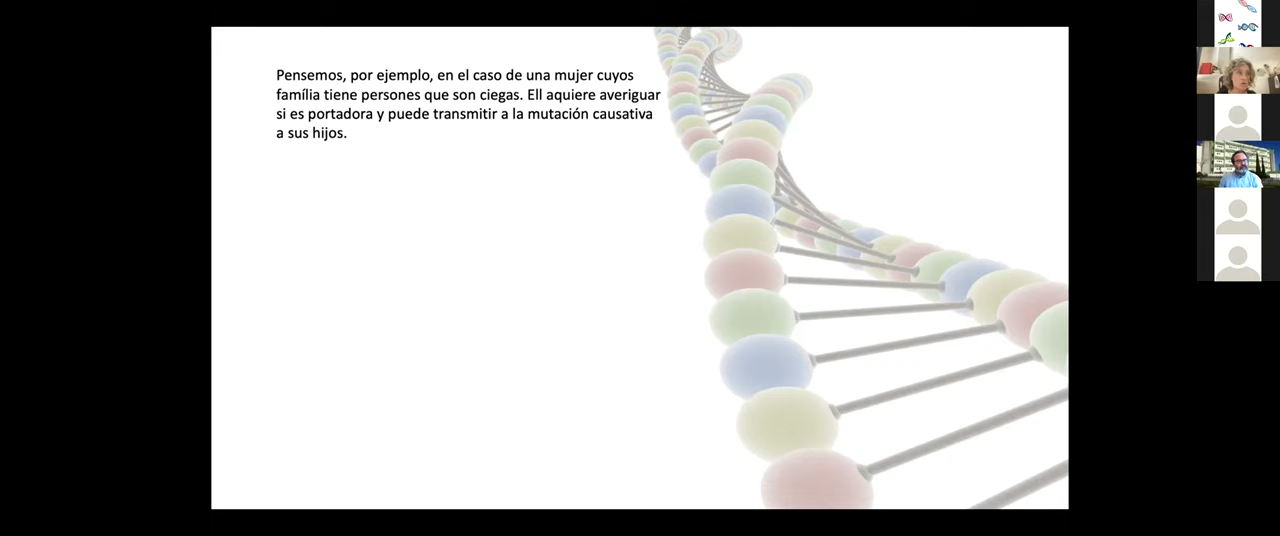 Pensemos, por ejemplo, en el caso de una mujer cuyos
família tiene personas que son ciegas. Ell aquiere averiguar
si es portadora y puede transmitir a la mutación causativa
a sus hijos.